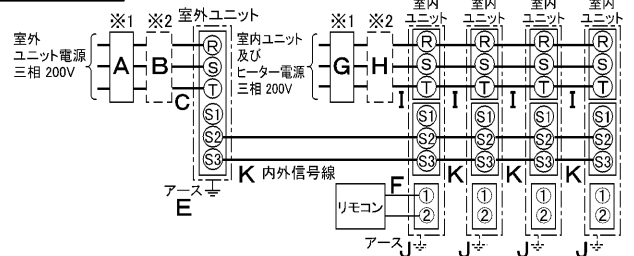 ※1 ※2 室外ユニット ※1 ※2 室内ユニット 室内ユニット 室内ユニット 室内ユニット
室外
ユニット電源
三相 200V
A B C
R
S
T
S1
S2
S3
アース
E
室内ユニット
及び
ヒーター電源
三相 200V
G H I I I I
R R R R
S S S S
T T T T
S1 S1 S1 S1
S2 S2 S2 S2
S3 S3 S3 S3
K 内外信号線 K K K
リモコン
F
① ① ① ①
② ② ② ②
アース J J J J